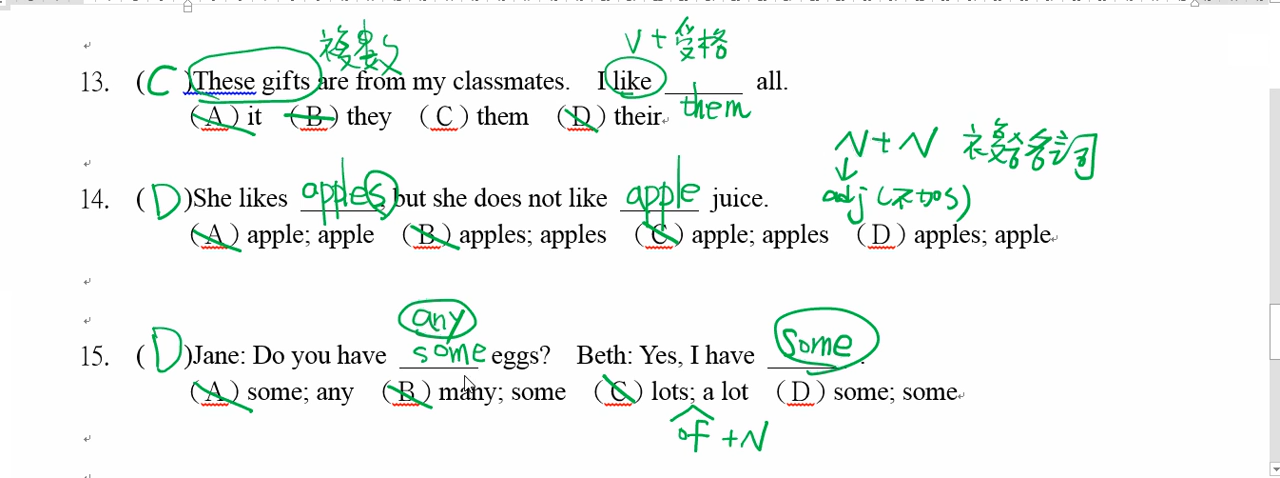 複數 V+受格
13. (C)These gifts are from my classmates. I like _____ all.
them
(A) it (B) they (C) them (D) their
N+N 複數名詞
adj (不加s)
14. (D)She likes apples, but she does not like apple juice.
(A) apple; apple (B) apples; apples (C) apple; apples (D) apples; apple
any
15. (D)Jane: Do you have some eggs? Beth: Yes, I have some.
(A) some; any (B) many; some (C) lots; a lot (D) some; some
of +N